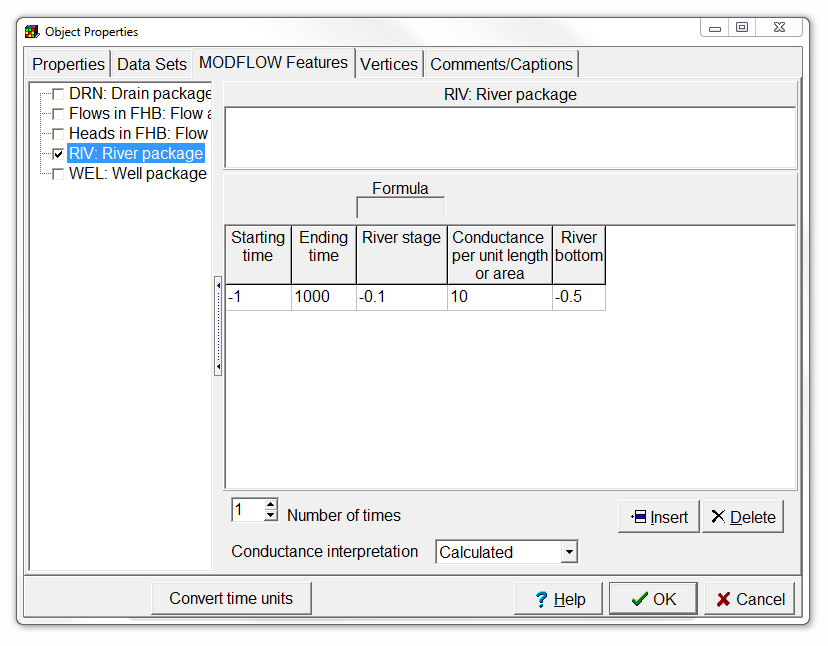 Object Properties
Properties
Data Sets
MODFLOW Features
Vertices
Comments/Captions
DRN: Drain package
Flows in FHB: Flow a
Heads in FHB: Flow
RIV: River package
WEL: Well package
RIV: River package
Formula
Starting time
Ending time
River stage
Conductance per unit length or area
River bottom
-1
1000
-0.1
10
-0.5
1
Number of times
Insert
Delete
Conductance interpretation
Calculated
Convert time units
? Help
OK
Cancel